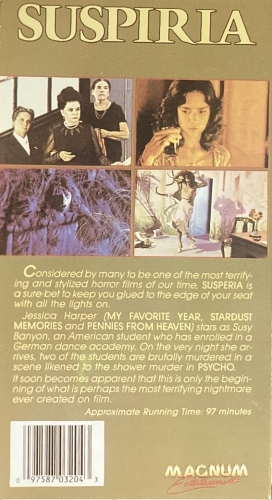 SUSPIRIA
Considered by many to be one of the most terrify-
ing and stylized horror films of our time, SUSPERIA is
a sure-bet to keep you glued to the edge of your seat
with all the lights on.
Jessica Harper (MY FAVORITE YEAR, STARDUST
MEMORIES and PENNIES FROM HEAVEN) stars as Susy
Banyon, an American student who has enrolled in a
German dance academy. On the very night she ar-
rives, two of the students are brutally murdered in a
scene likened to the shower murder in PSYCHO.
It soon becomes apparent that this is only the begin-
ning of what is perhaps the most terrifying nightmare
ever created on film.
Approximate Running Time: 97 minutes
0 97587 03204 3
MAGNUM
Entertainment